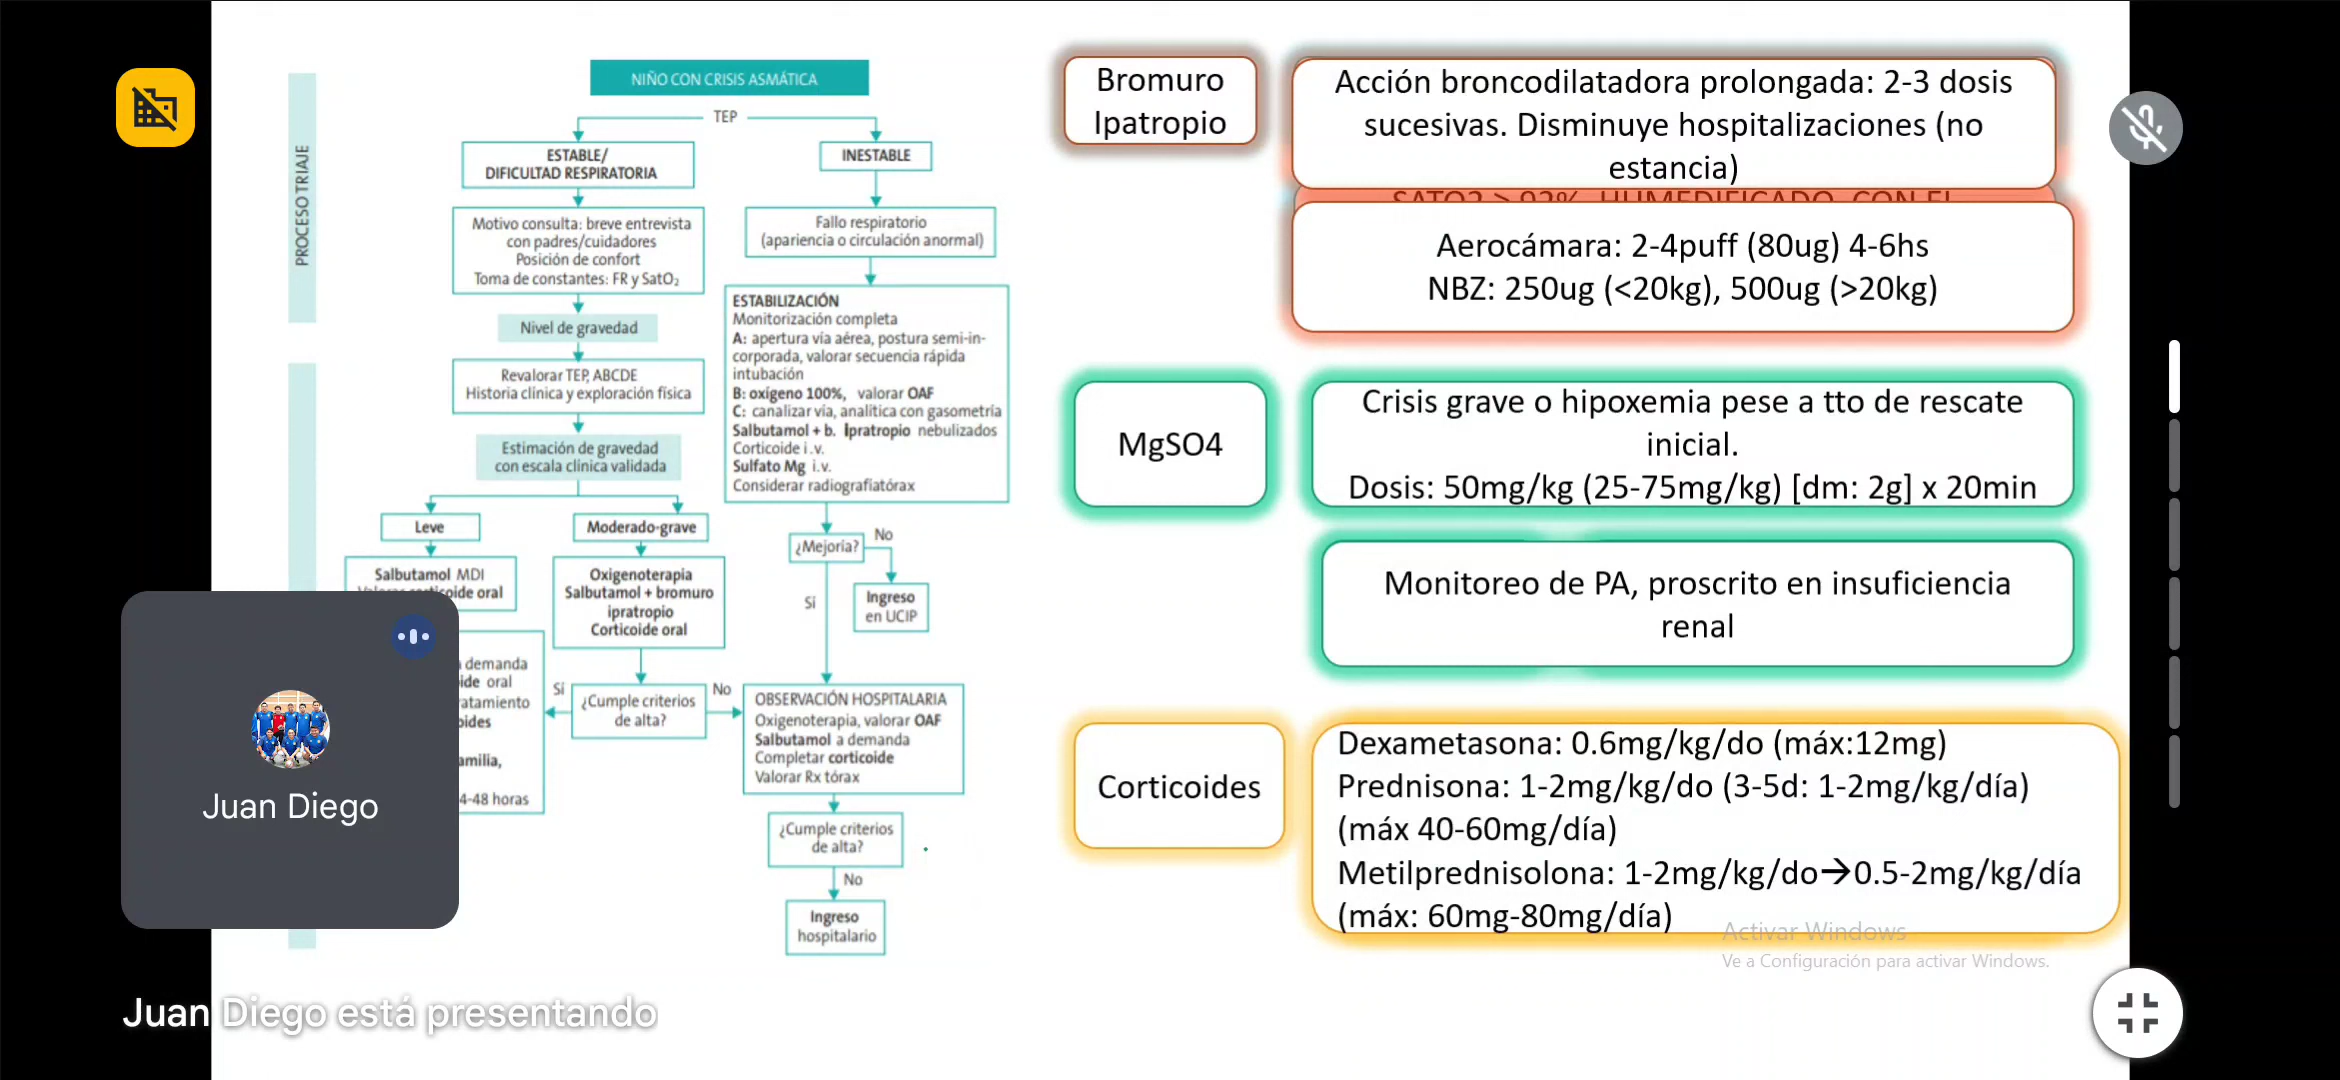 PROCESO TRIAJE
NIÑO CON CRISIS ASMÁTICA
TEP
ESTABLE/
DIFICULTAD RESPIRATORIA
INESTABLE
Motivo consulta: breve entrevista
con padres/cuidadores
Posición de confort
Toma de constantes: FR y SatO₂
Fallo respiratorio
(apariencia o circulación anormal)
Nivel de gravedad
Revalorar TEP, ABCDE
Historia clínica y exploración física
Estimación de gravedad
con escala clínica validada
ESTABILIZACIÓN
Monitorización completa
A: apertura vía aérea, postura semi-in-
corporada, valorar secuencia rápida
intubación
B: oxígeno 100%, valorar OAF
C: canalizar vía, analítica con gasometría
Salbutamol + b. Ipratropio nebulizados
Corticoide i.v.
Sulfato Mg i.v.
Considerar radiografíatórax
Leve
Moderado-grave
Salbutamol MDI
Valorar corticoide oral
Oxigenoterapia
Salbutamol + bromuro
ipratropio
Corticoide oral
¿Mejoría?
No
Sí
Ingreso
en UCIP
demanda
oral
amilia,
4-48 horas
Sí
¿Cumple criterios
de alta?
No
OBSERVACIÓN HOSPITALARIA
Oxigenoterapia, valorar OAF
Salbutamol a demanda
Completar corticoide
Valorar Rx tórax
¿Cumple criterios
de alta?
No
Ingreso
hospitalario
Bromuro
Ipatropio
Acción broncodilatadora prolongada: 2-3 dosis
sucesivas. Disminuye hospitalizaciones (no
estancia)
SATO2 > 92%, HUMEDIFICADO, CON EL
Aerocámara: 2-4puff (80ug) 4-6hs
NBZ: 250ug (<20kg), 500ug (>20kg)
MgSO4
Crisis grave o hipoxemia pese a tto de rescate
inicial.
Dosis: 50mg/kg (25-75mg/kg) [dm: 2g] x 20min
Monitoreo de PA, proscrito en insuficiencia
renal
Corticoides
Dexametasona: 0.6mg/kg/do (máx:12mg)
Prednisona: 1-2mg/kg/do (3-5d: 1-2mg/kg/día)
(máx 40-60mg/día)
Metilprednisolona: 1-2mg/kg/do→0.5-2mg/kg/día
(máx: 60mg-80mg/día)
Activar Windows
Ve a Configuración para activar Windows.
Juan Diego
Juan Diego está presentando